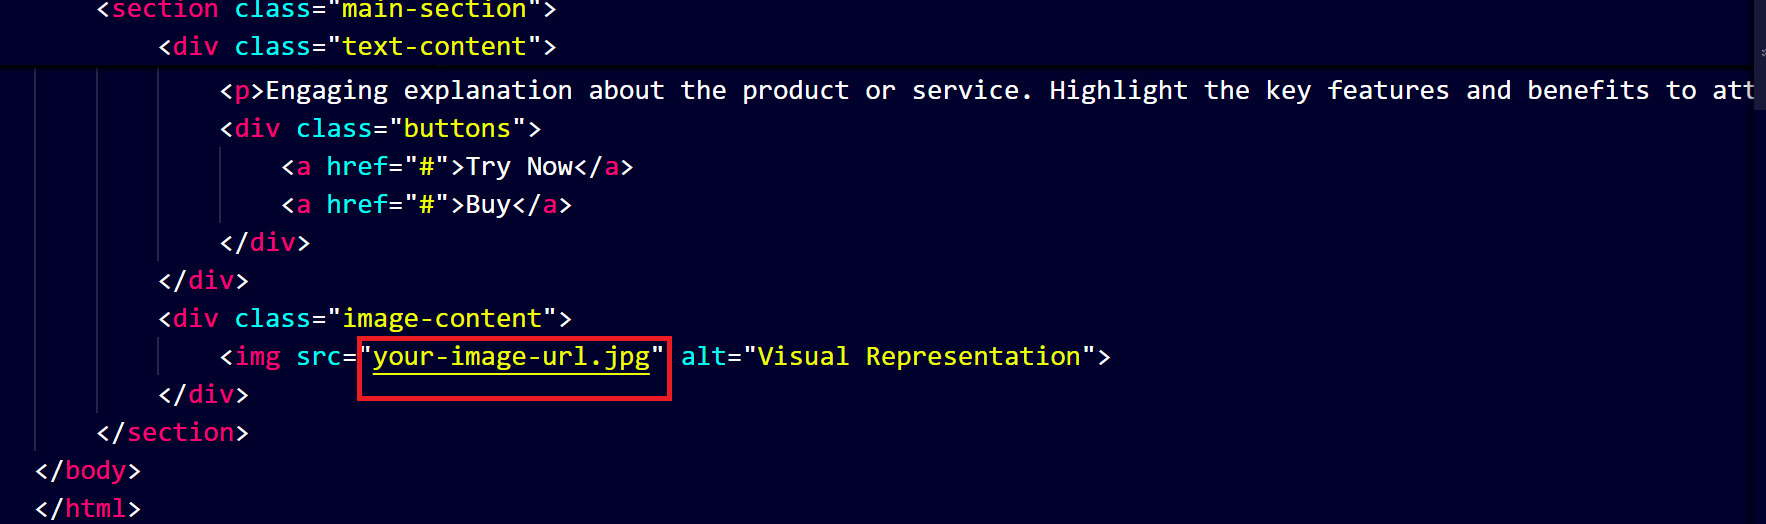 <section class="main-section">
<div class="text-content">
<p>Engaging explanation about the product or service. Highlight the key features and benefits to att
<div class="buttons">
<a href="#">Try Now</a>
<a href="#">Buy</a>
</div>
</div>
<div class="image-content">
<img src="your-image-url.jpg" alt="Visual Representation">
</div>
</section>
</body>
</html>